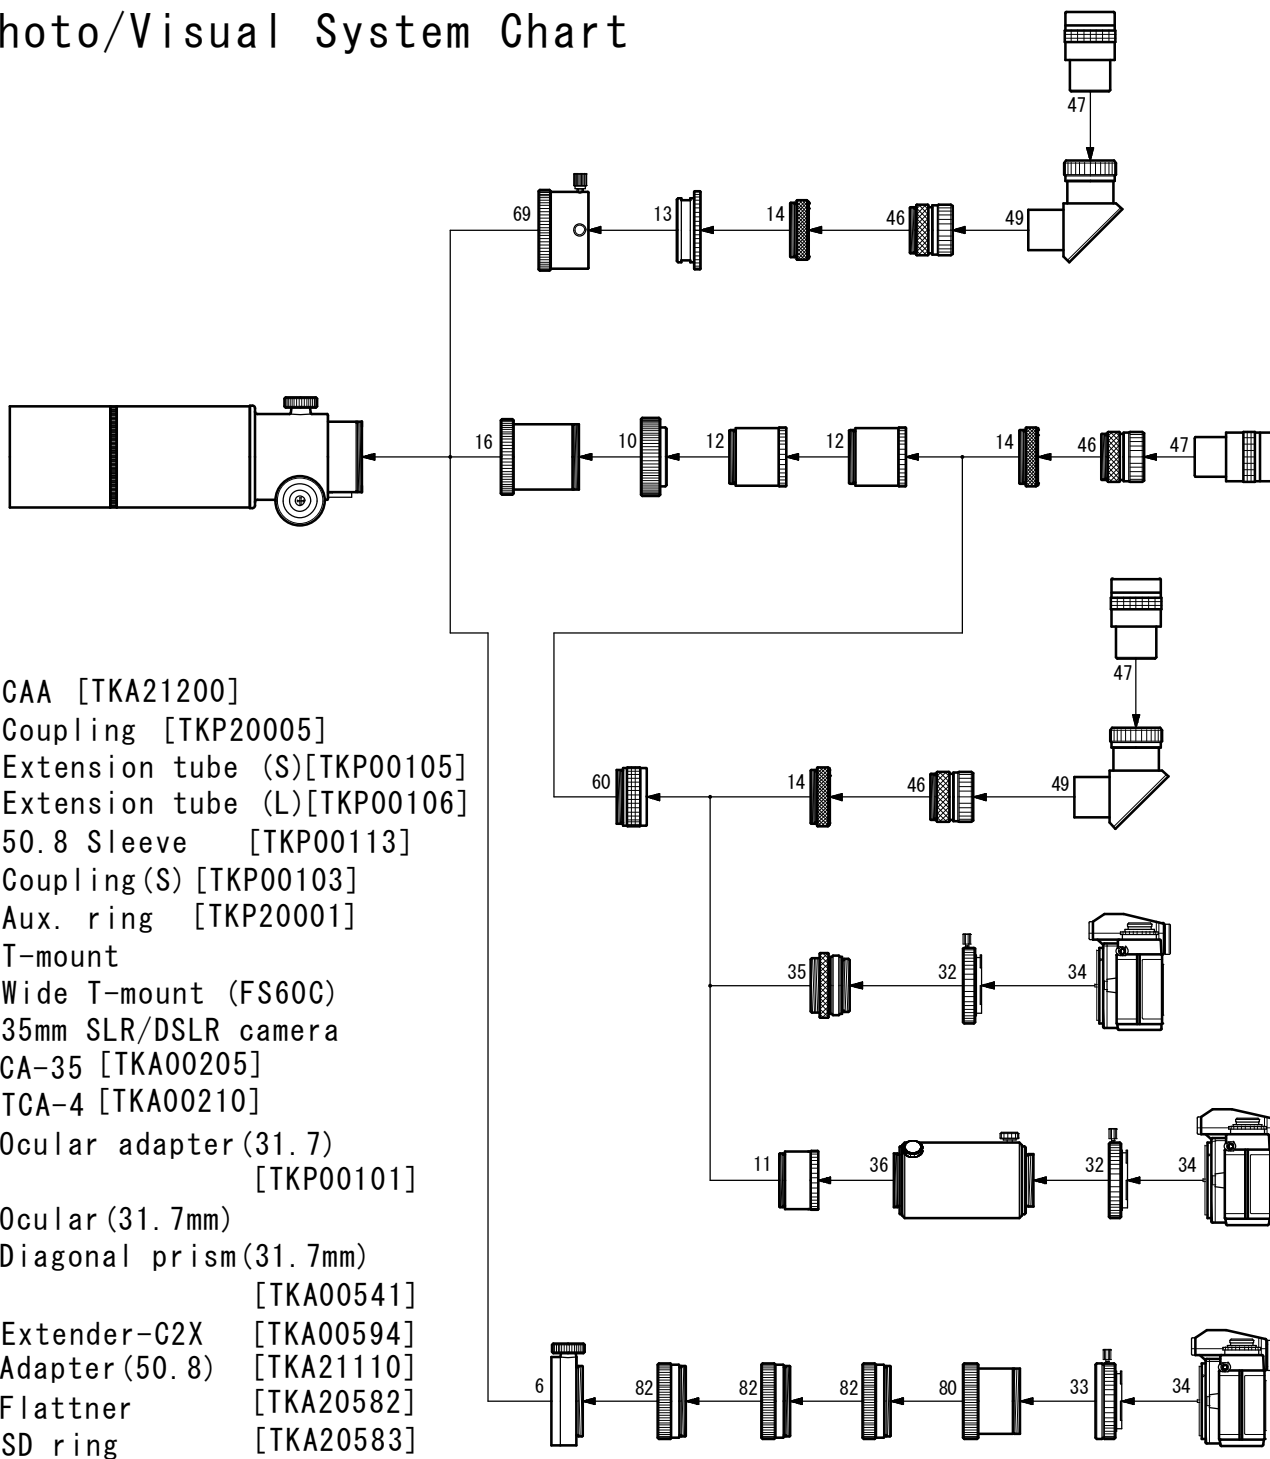 hoto/Visual System Chart
47
69
13
14
46
49
16
10
12
12
14
46
47
47
60
14
46
49
35
32
34
11
36
32
34
6
82
82
82
80
33
34
CAA [TKA21200]
Coupling [TKP20005]
Extension tube (S)[TKP00105]
Extension tube (L)[TKP00106]
50.8 Sleeve [TKP00113]
Coupling(S)[TKP00103]
Aux. ring [TKP20001]
T-mount
Wide T-mount (FS60C)
35mm SLR/DSLR camera
CA-35 [TKA00205]
TCA-4 [TKA00210]
Ocular adapter(31.7)
[TKP00101]
Ocular(31.7mm)
Diagonal prism(31.7mm)
[TKA00541]
Extender-C2X [TKA00594]
Adapter(50.8) [TKA21110]
Flattner [TKA20582]
SD ring [TKA20583]